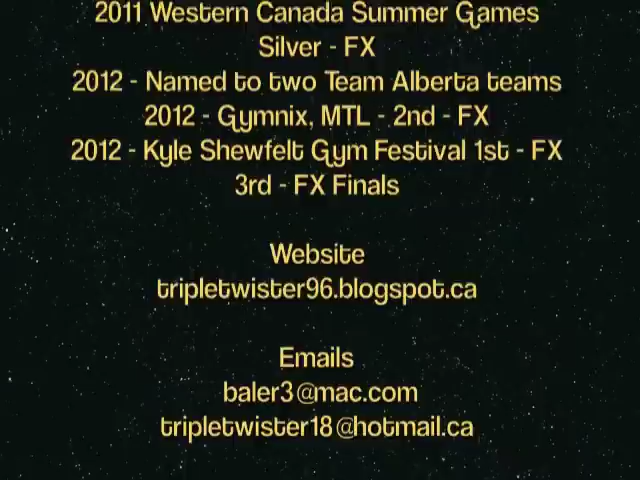 2011 Western Canada Summer Games
Silver - FX
2012 - Named to two Team Alberta teams
2012 - Gymnix, MTL - 2nd - FX
2012 - Kyle Shewfelt Gym Festival 1st - FX
3rd - FX Finals
Website
tripletwister96.blogspot.ca
Emails
baler3@mac.com
tripletwister18@hotmail.ca